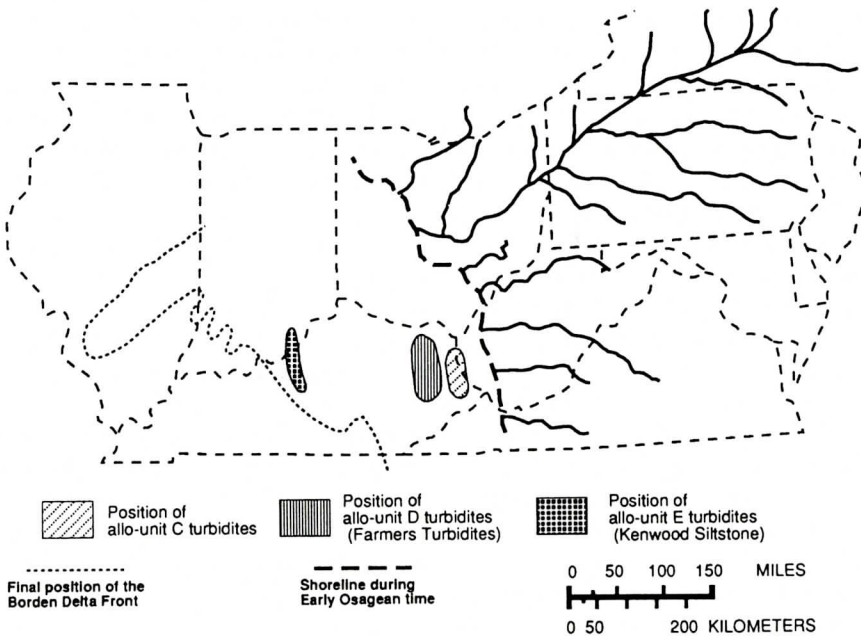 Position of
allo-unit C turbidites
Position of
allo-unit D turbidites
(Farmers Turbidites)
Position of
allo-unit E turbidites
(Kenwood Siltstone)
Final position of the
Borden Delta Front
Shoreline during
Early Osagean time
0 50 100 150 MILES
0 50 200 KILOMETERS